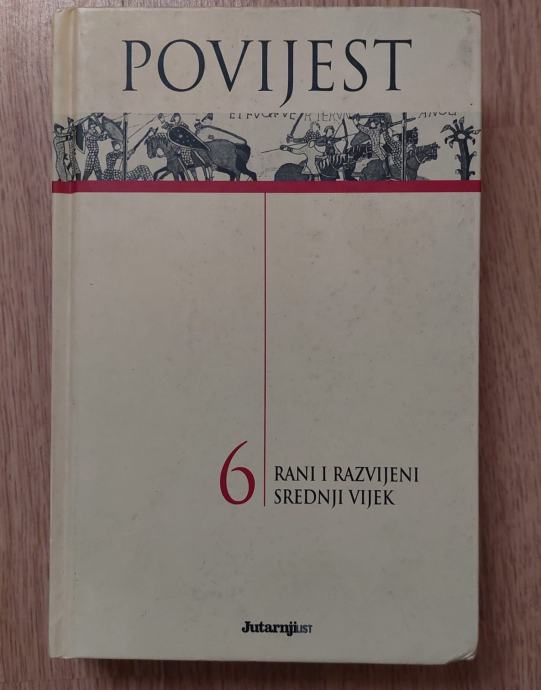 POVIJEST
6
RANI I RAZVIJENI
SREDNJI VIJEK
Jutarnji LIST